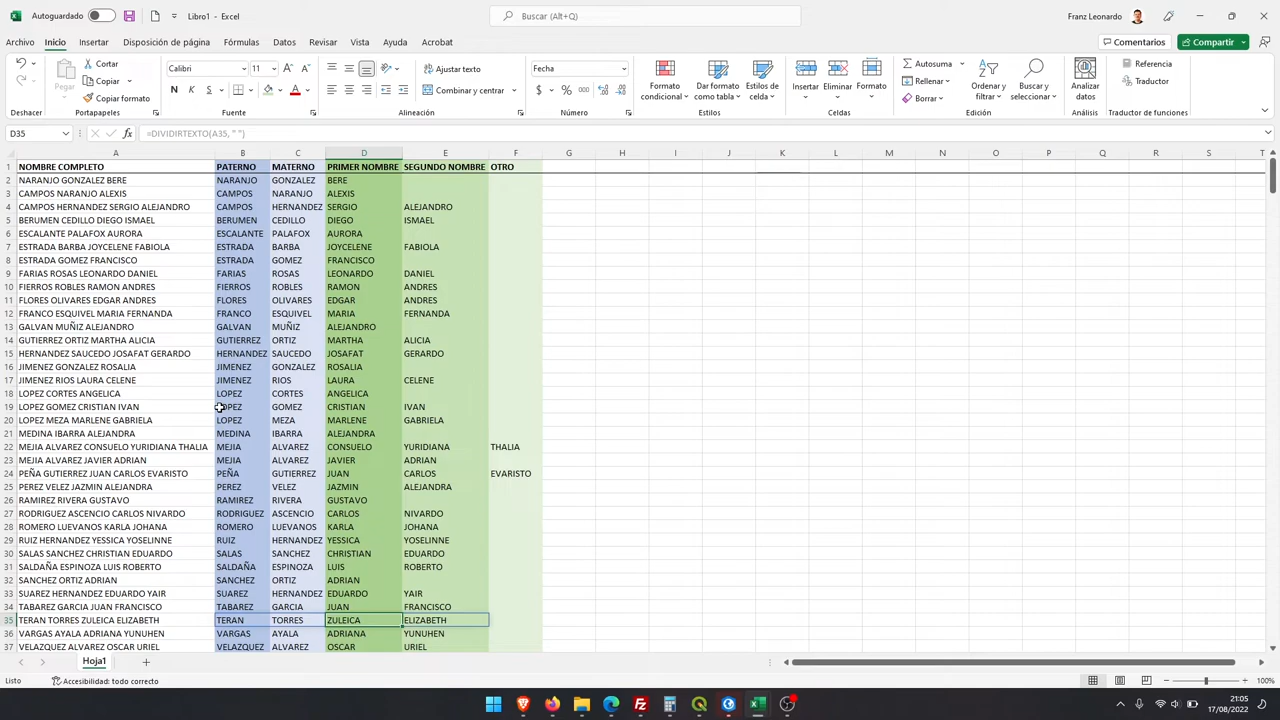 Autoguardado
Libro1 - Excel
Buscar (Alt+Q)
Franz Leonardo
Archivo Inicio Insertar Disposición de página Fórmulas Datos Revisar Vista Ayuda Acrobat
Comentarios Compartir
Pegar
Cortar
Copiar
Copiar formato
Calibri 11
N K S
Ajustar texto
Combinar y centrar
Fecha
$ % 000
Formato condicional
Dar formato como tabla
Estilos de celda
Insertar
Eliminar
Formato
Autosuma
Rellenar
Borrar
Ordenar y filtrar
Buscar y seleccionar
Analizar datos
Referencia
Traductor
Deshacer Portapapeles Fuente Alineación Número Estilos Celdas Edición Análisis Editor de funciones
D35 fx =DIVIDIRTEXTO(A35, " ")
A B C D E F G H I J K L M N O P Q R S T
1 NOMBRE COMPLETO PATERNO MATERNO PRIMER NOMBRE SEGUNDO NOMBRE OTRO
2 NARANJO GONZALEZ BERE NARANJO GONZALEZ BERE
3 CAMPOS NARANJO ALEXIS CAMPOS NARANJO ALEXIS
4 CAMPOS HERNANDEZ SERGIO ALEJANDRO CAMPOS HERNANDEZ SERGIO ALEJANDRO
5 BERUMEN CEDILLO DIEGO ISMAEL BERUMEN CEDILLO DIEGO ISMAEL
6 ESCALANTE PALAFOX AURORA ESCALANTE PALAFOX AURORA
7 ESTRADA BARBA JOYCELENE FABIOLA ESTRADA BARBA JOYCELENE FABIOLA
8 ESTRADA GOMEZ FRANCISCO ESTRADA GOMEZ FRANCISCO
9 FARIAS ROSAS LEONARDO DANIEL FARIAS ROSAS LEONARDO DANIEL
10 FIERROS ROBLES RAMON ANDRES FIERROS ROBLES RAMON ANDRES
11 FLORES OLIVARES EDGAR ANDRES FLORES OLIVARES EDGAR ANDRES
12 FRANCO ESQUIVEL MARIA FERNANDA FRANCO ESQUIVEL MARIA FERNANDA
13 GALVAN MUÑIZ ALEJANDRO GALVAN MUÑIZ ALEJANDRO
14 GUTIERREZ ORTIZ MARTHA ALICIA GUTIERREZ ORTIZ MARTHA ALICIA
15 HERNANDEZ SAUCEDO JOSAFAT GERARDO HERNANDEZ SAUCEDO JOSAFAT GERARDO
16 JIMENEZ GONZALEZ ROSALIA JIMENEZ GONZALEZ ROSALIA
17 JIMENEZ RIOS LAURA CELENE JIMENEZ RIOS LAURA CELENE
18 LOPEZ CORTES ANGELICA LOPEZ CORTES ANGELICA
19 LOPEZ GOMEZ CRISTIAN IVAN LOPEZ GOMEZ CRISTIAN IVAN
20 LOPEZ MEZA MARLENE GABRIELA LOPEZ MEZA MARLENE GABRIELA
21 MEDINA IBARRA ALEJANDRA MEDINA IBARRA ALEJANDRA
22 MEJIA ALVAREZ CONSUELO YURIDIANA THALIA MEJIA ALVAREZ CONSUELO YURIDIANA THALIA
23 MEJIA ALVAREZ JAVIER ADRIAN MEJIA ALVAREZ JAVIER ADRIAN
24 PEÑA GUTIERREZ JUAN CARLOS EVARISTO PEÑA GUTIERREZ JUAN CARLOS EVARISTO
25 PEREZ VELEZ JAZMIN ALEJANDRA PEREZ VELEZ JAZMIN ALEJANDRA
26 RAMIREZ RIVERA GUSTAVO RAMIREZ RIVERA GUSTAVO
27 RODRIGUEZ ASCENCIO CARLOS NIVARDO RODRIGUEZ ASCENCIO CARLOS NIVARDO
28 ROMERO LUEVANOS KARLA JOHANA ROMERO LUEVANOS KARLA JOHANA
29 RUIZ HERNANDEZ YESSICA YOSELINNE RUIZ HERNANDEZ YESSICA YOSELINNE
30 SALAS SANCHEZ CHRISTIAN EDUARDO SALAS SANCHEZ CHRISTIAN EDUARDO
31 SALDAÑA ESPINOZA LUIS ROBERTO SALDAÑA ESPINOZA LUIS ROBERTO
32 SANCHEZ ORTIZ ADRIAN SANCHEZ ORTIZ ADRIAN
33 SUAREZ HERNANDEZ EDUARDO YAIR SUAREZ HERNANDEZ EDUARDO YAIR
34 TABAREZ GARCIA JUAN FRANCISCO TABAREZ GARCIA JUAN FRANCISCO
35 TERAN TORRES ZULEICA ELIZABETH TERAN TORRES ZULEICA ELIZABETH
36 VARGAS AYALA ADRIANA YUNUHEN VARGAS AYALA ADRIANA YUNUHEN
37 VELAZQUEZ ALVAREZ OSCAR URIEL VELAZQUEZ ALVAREZ OSCAR URIEL
Hoja1
Listo Accesibilidad: todo correcto 100%
21:05
17/08/2022